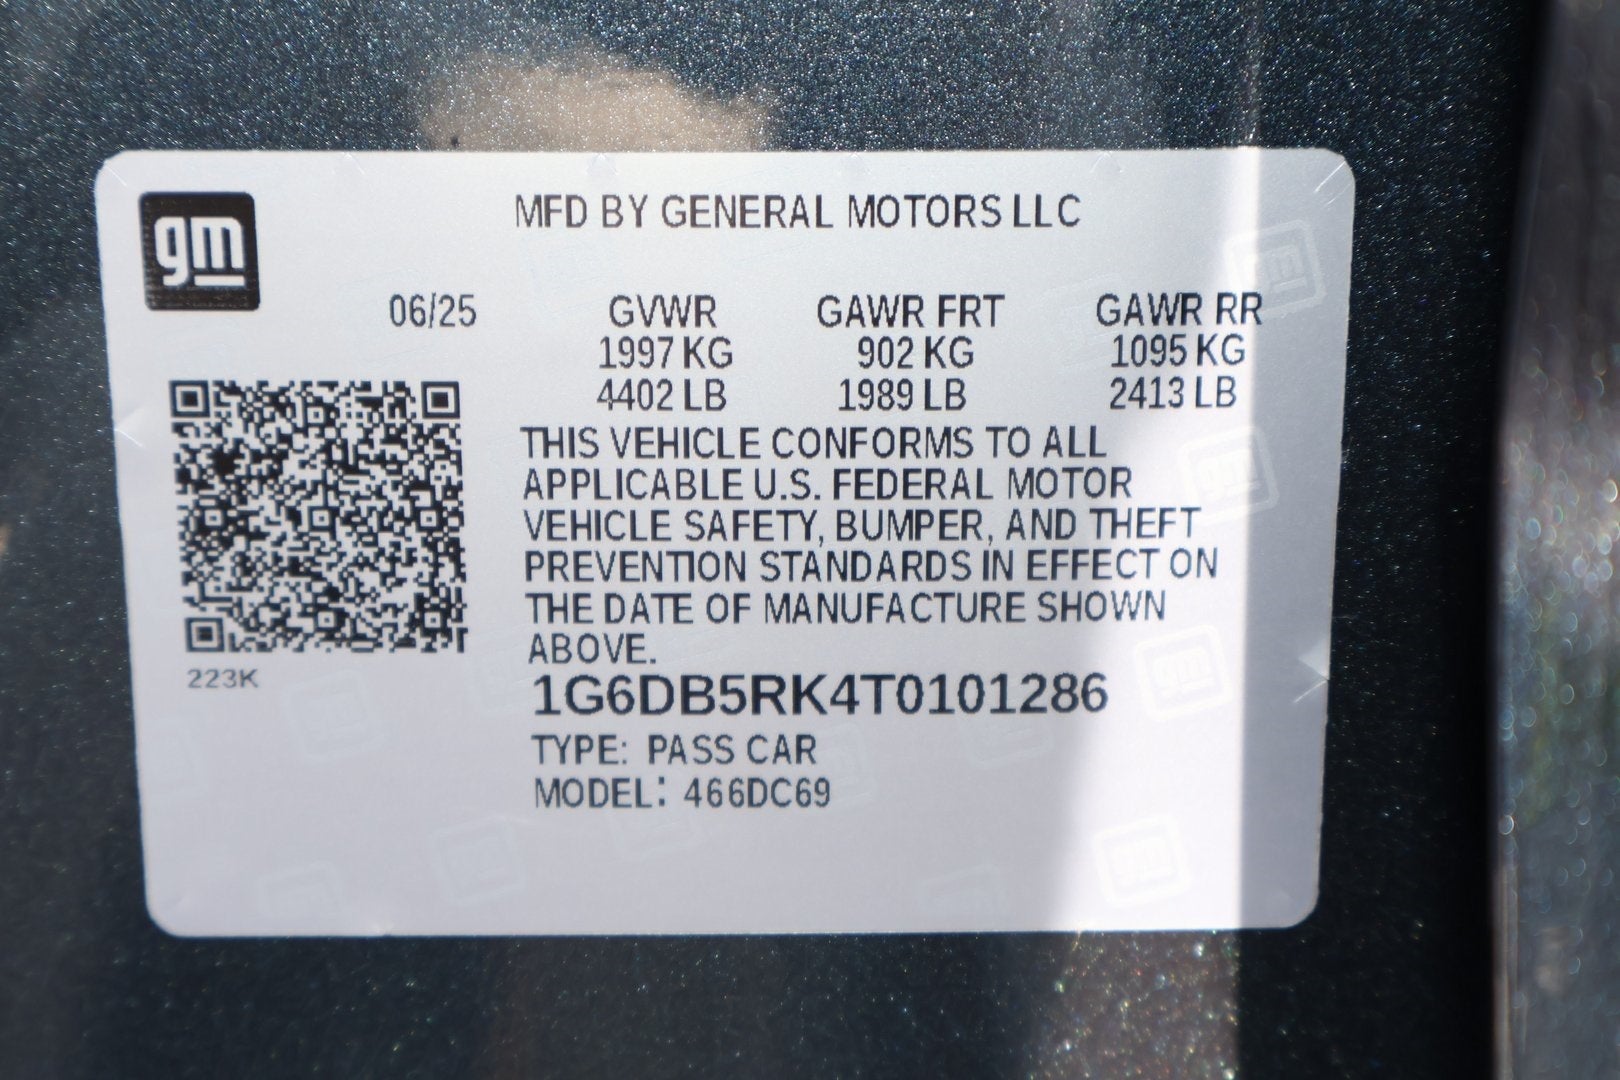 gm
MFD BY GENERAL MOTORS LLC
06/25 GVWR GAWR FRT GAWR RR
1997 KG 902 KG 1095 KG
4402 LB 1989 LB 2413 LB
THIS VEHICLE CONFORMS TO ALL
APPLICABLE U.S. FEDERAL MOTOR
VEHICLE SAFETY, BUMPER, AND THEFT
PREVENTION STANDARDS IN EFFECT ON
THE DATE OF MANUFACTURE SHOWN
ABOVE.
223K
1G6DB5RK4T0101286
TYPE: PASS CAR
MODEL: 466DC69